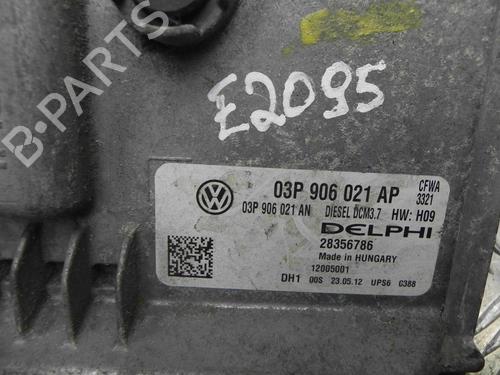 B-PARTS
E2095
03P 906 021 AP
CFWA
3321
03P 906 021 AN DIESEL DCM3.7 HW: H09
DELPHI
28356786
Made in HUNGARY
12005001
DH1 00S 23.05.12 UPS6 G388